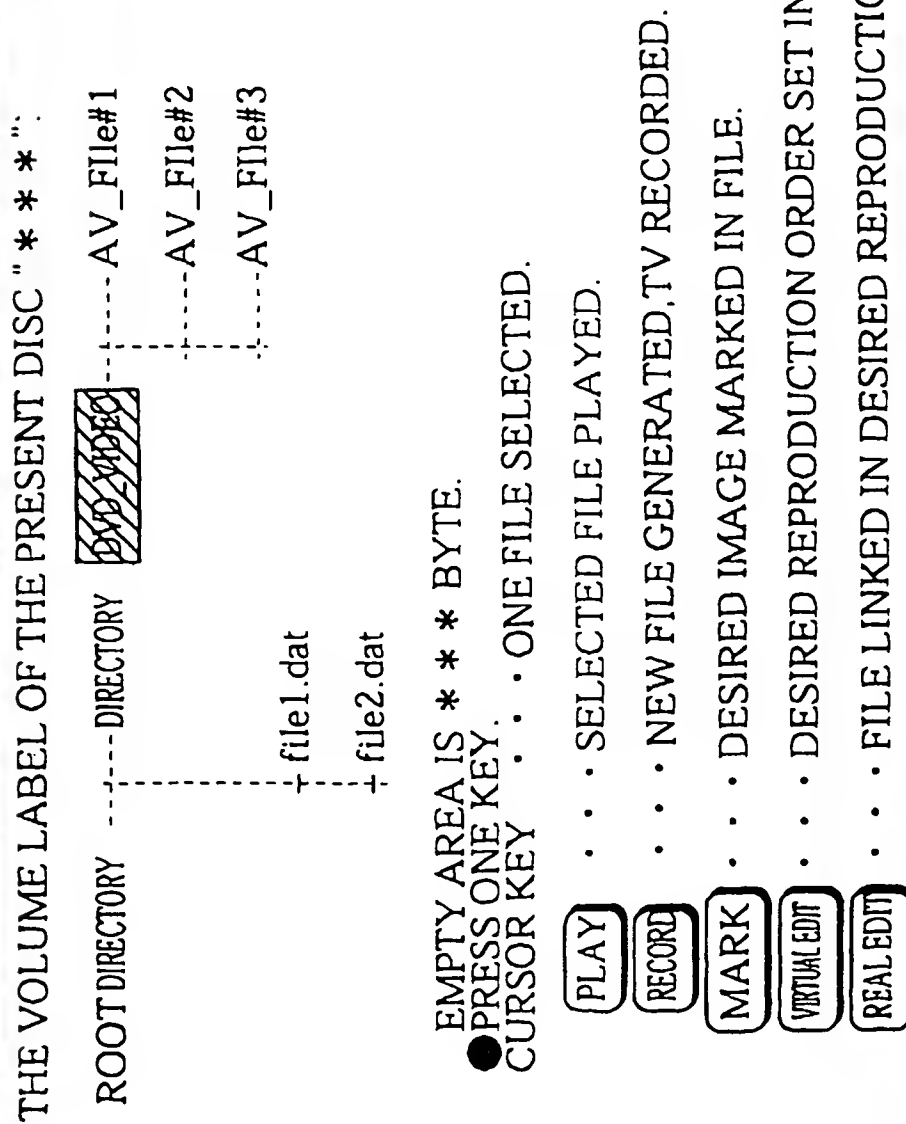 THE VOLUME LABEL OF THE PRESENT DISC "* * *":
ROOT DIRECTORY DIRECTORY DVD_VIDEO AV_FIle#1
AV_FIle#2
AV_FIle#3
file1.dat
file2.dat
EMPTY AREA IS * * * BYTE.
●PRESS ONE KEY.
CURSOR KEY · · · ONE FILE SELECTED.
PLAY · · · SELECTED FILE PLAYED.
RECORD · · · NEW FILE GENERATED,TV RECORDED.
MARK · · · DESIRED IMAGE MARKED IN FILE.
VIRTUAL EDIT · · · DESIRED REPRODUCTION ORDER SET IN
REAL EDIT · · · FILE LINKED IN DESIRED